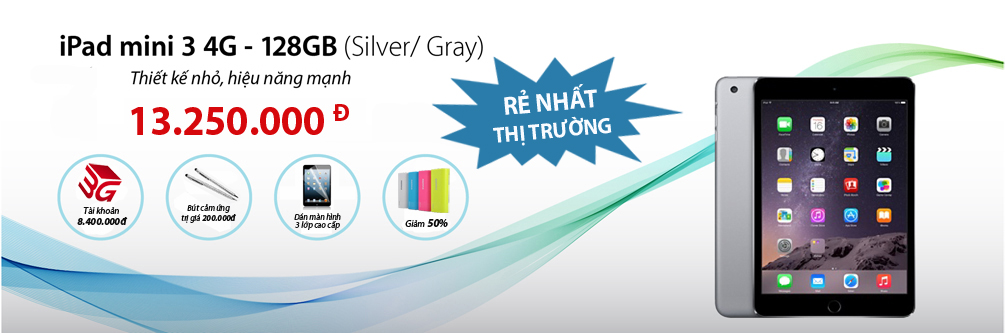 iPad mini 3 4G - 128GB (Silver/ Gray)
Thiết kế nhỏ, hiệu năng mạnh
13.250.000 Đ
RẺ NHẤT
THỊ TRƯỜNG
3G
Tài khoản
8.400.000đ
Bút cảm ứng
trị giá 200.000đ
Dán màn hình
3 lớp cao cấp
Giảm 50%